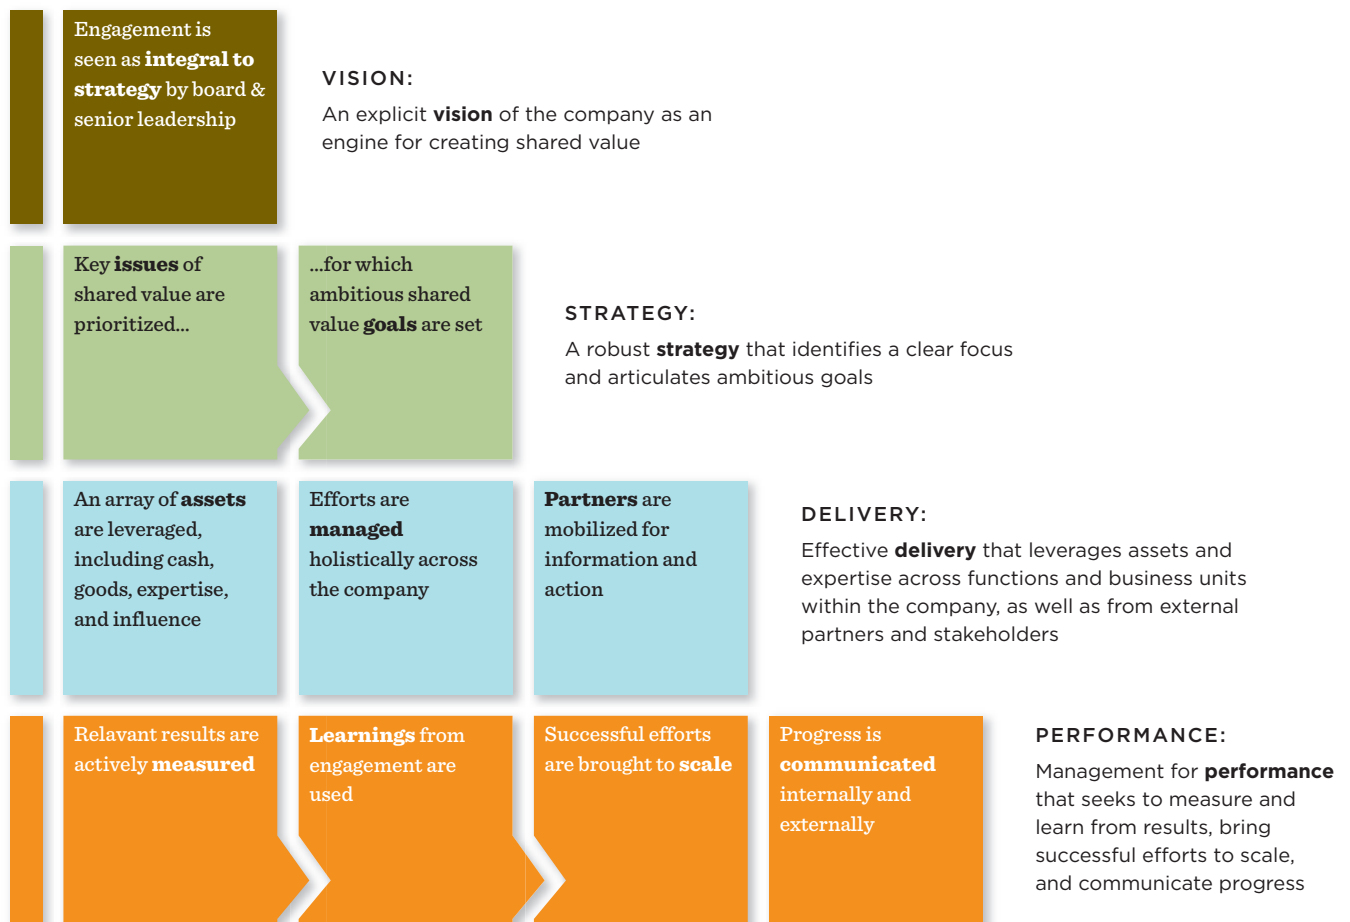 Engagement is
seen as integral to
strategy by board &
senior leadership
VISION:
An explicit vision of the company as an
engine for creating shared value
Key issues of
shared value are
prioritized...
...for which
ambitious shared
value goals are set
STRATEGY:
A robust strategy that identifies a clear focus
and articulates ambitious goals
An array of assets
are leveraged,
including cash,
goods, expertise,
and influence
Efforts are
managed
holistically across
the company
Partners are
mobilized for
information and
action
DELIVERY:
Effective delivery that leverages assets and
expertise across functions and business units
within the company, as well as from external
partners and stakeholders
Relavant results are
actively measured
Learnings from
engagement are
used
Successful efforts
are brought to scale
Progress is
communicated
internally and
externally
PERFORMANCE:
Management for performance
that seeks to measure and
learn from results, bring
successful efforts to scale,
and communicate progress